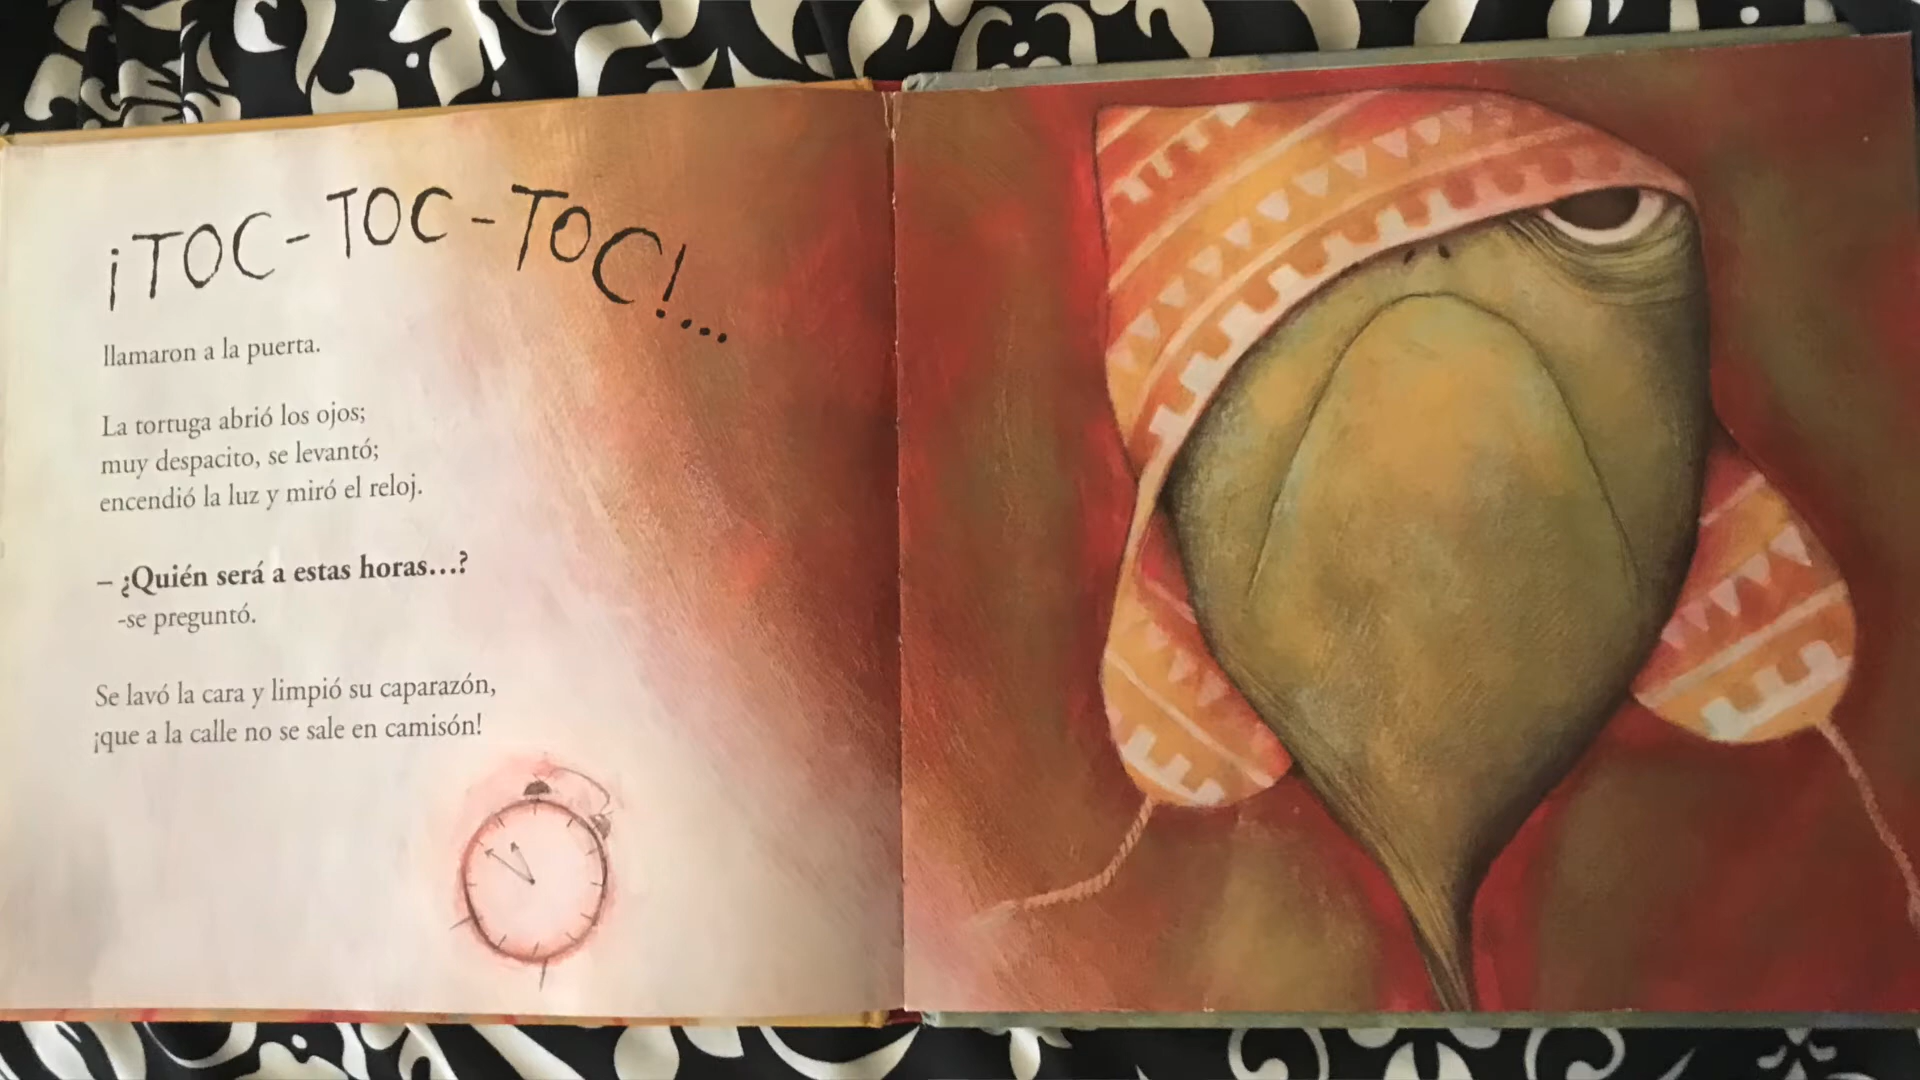 ¡TOC-TOC-TOC!...
llamaron a la puerta.
La tortuga abrió los ojos;
muy despacito, se levantó;
encendió la luz y miró el reloj.
– ¿Quién será a estas horas...?
-se preguntó.
Se lavó la cara y limpió su caparazón,
¡que a la calle no se sale en camisón!